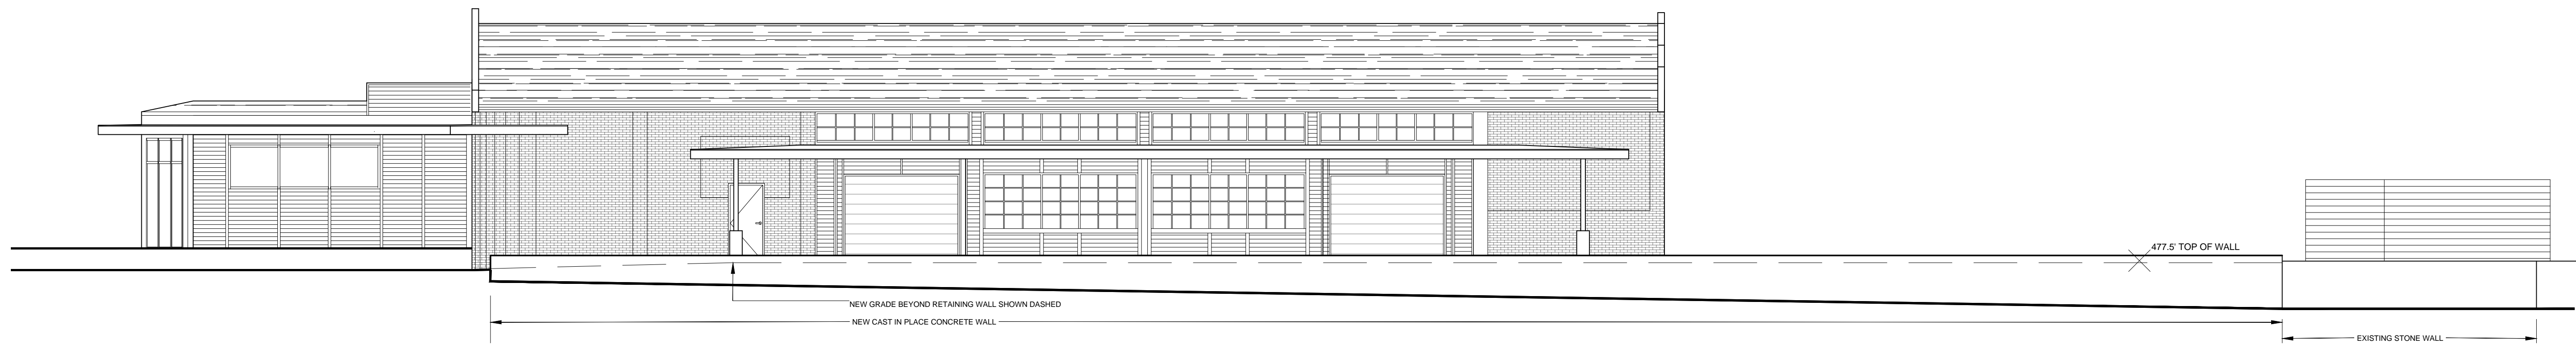 477.5' TOP OF WALL
NEW GRADE BEYOND RETAINING WALL SHOWN DASHED
NEW CAST IN PLACE CONCRETE WALL
EXISTING STONE WALL